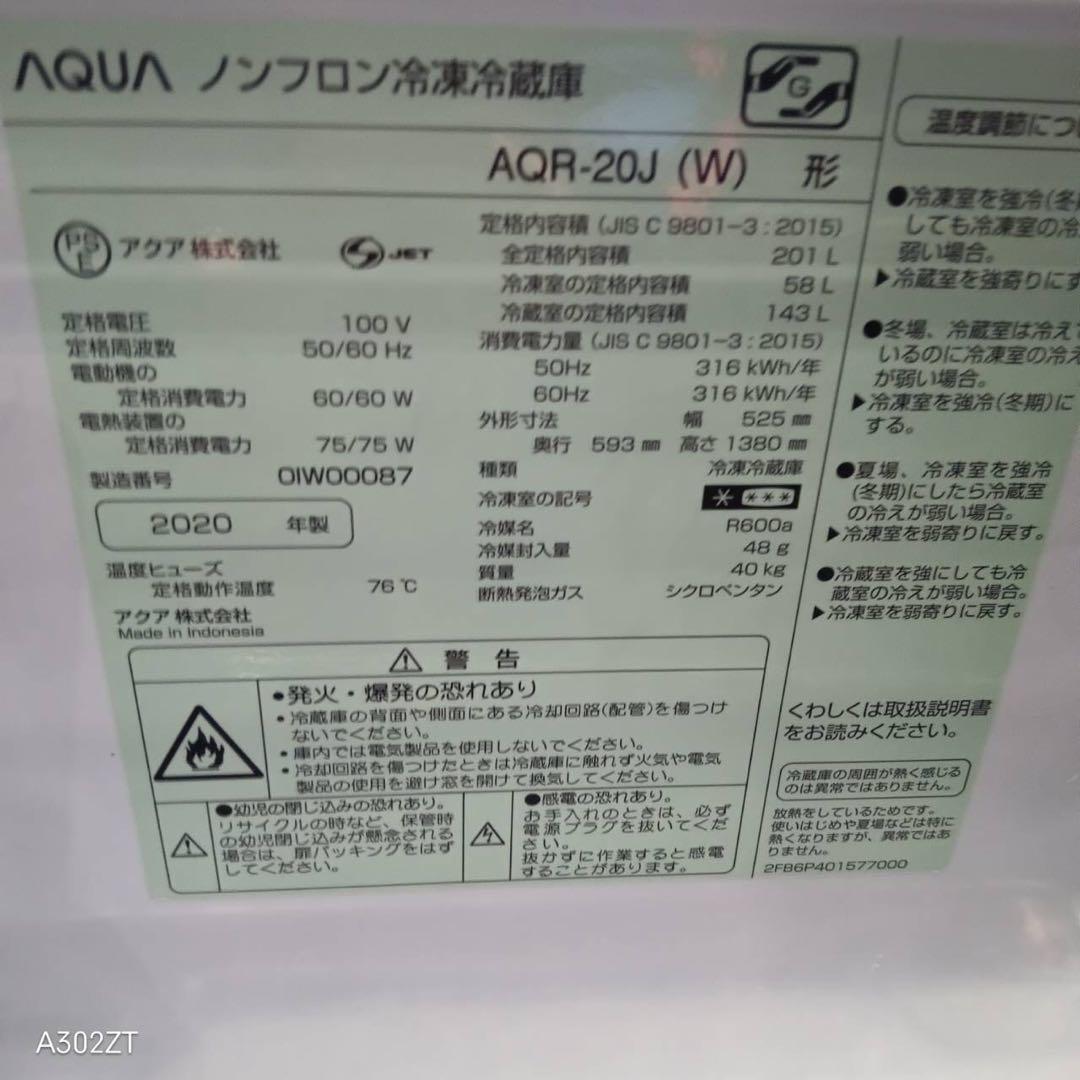 AQUA ノンフロン冷凍冷蔵庫
G
AQR-20J (W) 形
PS
E
アクア 株式会社
JET
定格電圧 100 V
定格周波数 50/60 Hz
電動機の
定格消費電力 60/60 W
電熱装置の
定格消費電力 75/75 W
製造番号 OIW00087
2020 年製
温度ヒューズ
定格動作温度 76 ℃
アクア 株式会社
Made in Indonesia
定格内容積 (JIS C 9801-3 : 2015)
全定格内容積 201 L
冷凍室の定格内容積 58 L
冷蔵室の定格内容積 143 L
消費電力量 (JIS C 9801-3 : 2015)
50Hz 316 kWh/年
60Hz 316 kWh/年
外形寸法 幅 525 mm
奥行 593 mm 高さ 1380 mm
種類 冷凍冷蔵庫
冷凍室の記号 * ***
冷媒名 R600a
冷媒封入量 48 g
質量 40 kg
断熱発泡ガス シクロペンタン
⚠ 警告
●発火・爆発の恐れあり
・冷蔵庫の背面や側面にある冷却回路(配管)を傷つけ
ないでください。
・庫内では電気製品を使用しないでください。
・冷却回路を傷つけたときは冷蔵庫に触れず火気や電気
製品の使用を避け窓を開けて換気してください。
●幼児の閉じ込みの恐れあり。
リサイクルの時など、保管時
の幼児閉じ込みが懸念される
場合は、扉パッキングをはず
してください。
●感電の恐れあり。
お手入れのときは、必ず
電源プラグを抜いてくだ
さい。
抜かずに作業すると感電
することがあります。
温度調節につ
●冷凍室を強冷(冬
しても冷凍室の冷
弱い場合。
▶冷蔵室を強寄りにす
●冬場、冷蔵室は冷えて
いるのに冷凍室の冷え
が弱い場合。
▶冷凍室を強冷(冬期)に
する。
●夏場、冷凍室を強冷
(冬期)にしたら冷蔵室
の冷えが弱い場合。
▶冷凍室を弱寄りに戻す。
●冷蔵室を強にしても冷
蔵室の冷えが弱い場合。
▶冷凍室を弱寄りに戻す。
くわしくは取扱説明書
をお読みください。
冷蔵庫の周囲が熱く感じる
のは異常ではありません。
放熱をしているためです。
使いはじめや夏場などは特に
熱くなりますが、異常ではあ
りません。
2FB6P401577000
A302ZT